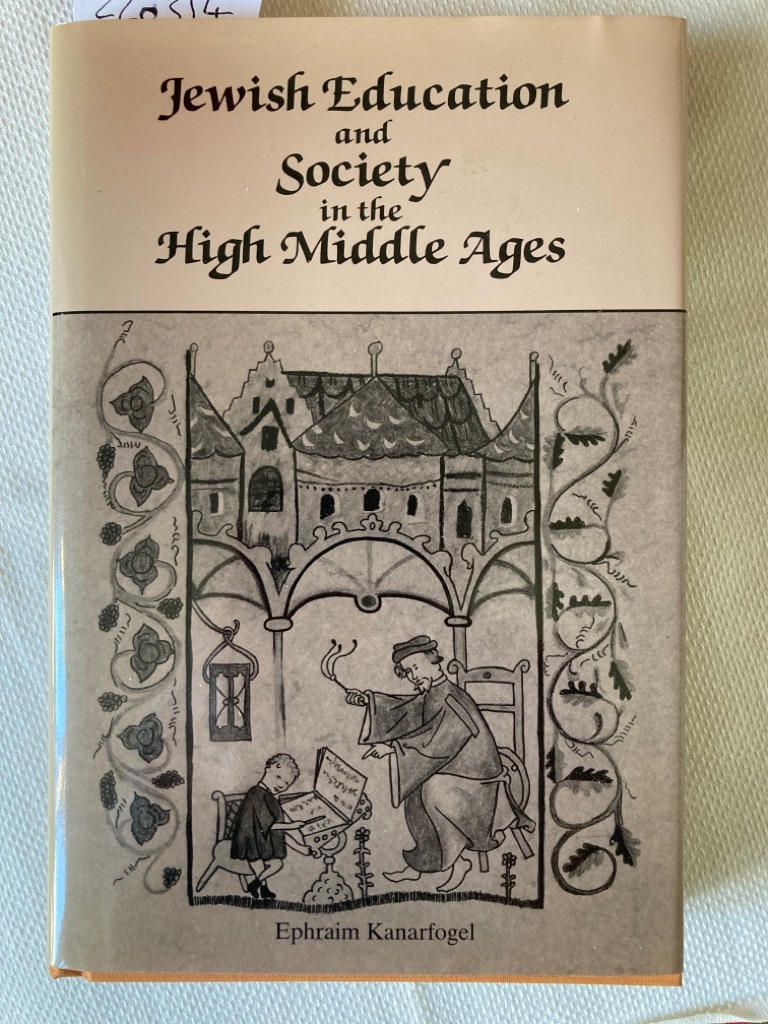 Jewish Education
and
Society
in the
High Middle Ages
Ephraim Kanarfogel